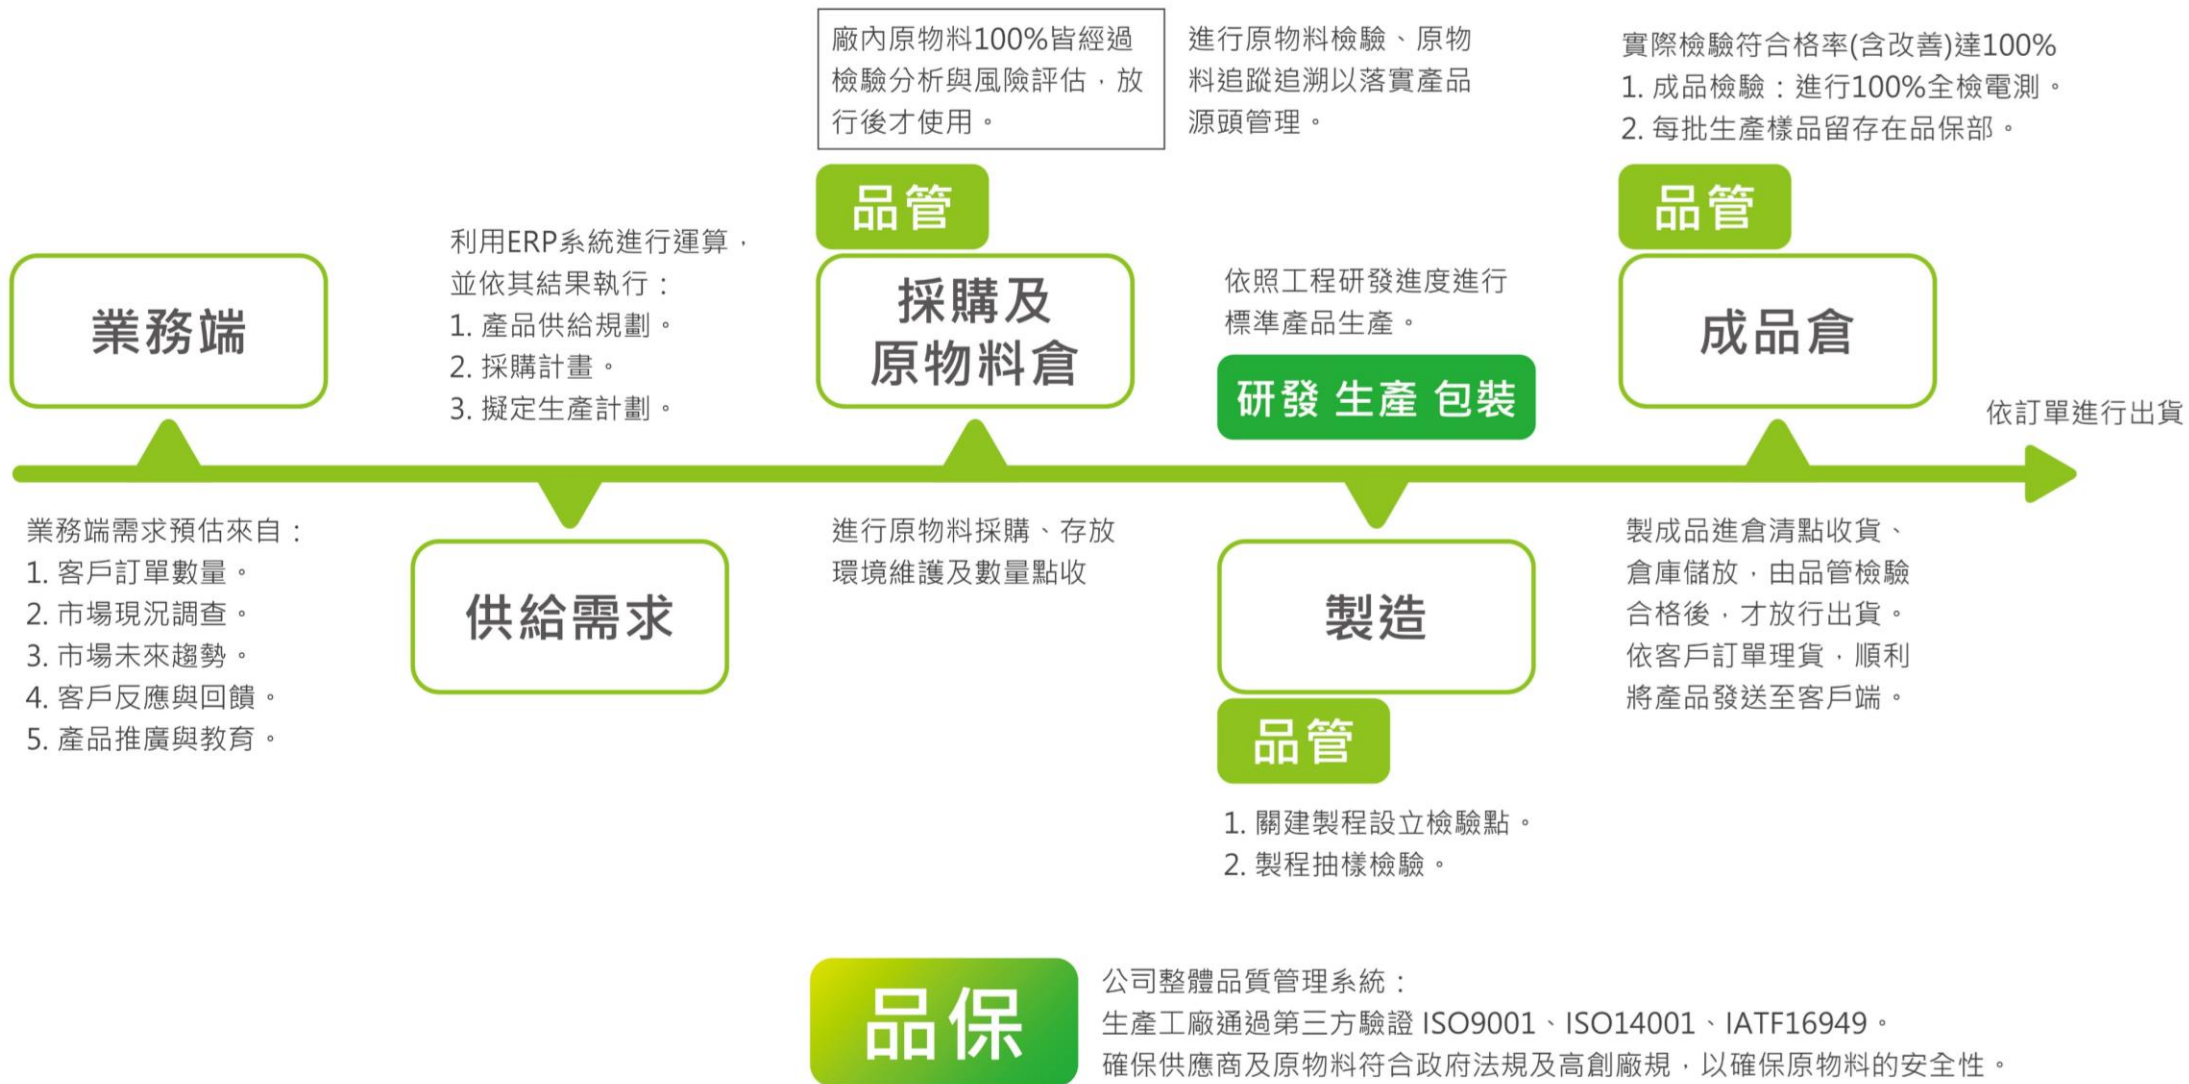 業務端
業務端需求預估來自：
1. 客戶訂單數量。
2. 市場現況調查。
3. 市場未來趨勢。
4. 客戶反應與回饋。
5. 產品推廣與教育。
利用ERP系統進行運算，
並依其結果執行：
1. 產品供給規劃。
2. 採購計畫。
3. 擬定生產計劃。
供給需求
廠內原物料100%皆經過
檢驗分析與風險評估，放
行後才使用。
品管
採購及
原物料倉
進行原物料採購、存放
環境維護及數量點收
進行原物料檢驗、原物
料追蹤追溯以落實產品
源頭管理。
依照工程研發進度進行
標準產品生產。
研發 生產 包裝
製造
品管
1. 關建製程設立檢驗點。
2. 製程抽樣檢驗。
實際檢驗符合格率(含改善)達100%
1. 成品檢驗：進行100%全檢電測。
2. 每批生產樣品留存在品保部。
品管
成品倉
製成品進倉清點收貨、
倉庫儲放，由品管檢驗
合格後，才放行出貨。
依客戶訂單理貨，順利
將產品發送至客戶端。
依訂單進行出貨
品保
公司整體品質管理系統：
生產工廠通過第三方驗證 ISO9001、ISO14001、IATF16949。
確保供應商及原物料符合政府法規及高創廠規，以確保原物料的安全性。